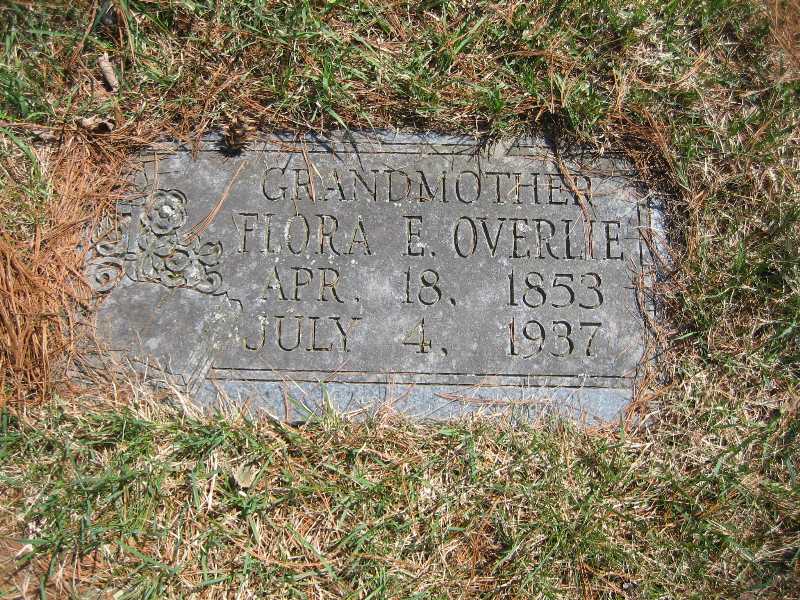 GRANDMOTHER
FLORA E. OVERLIE
APR. 18, 1853
JULY 4, 1937